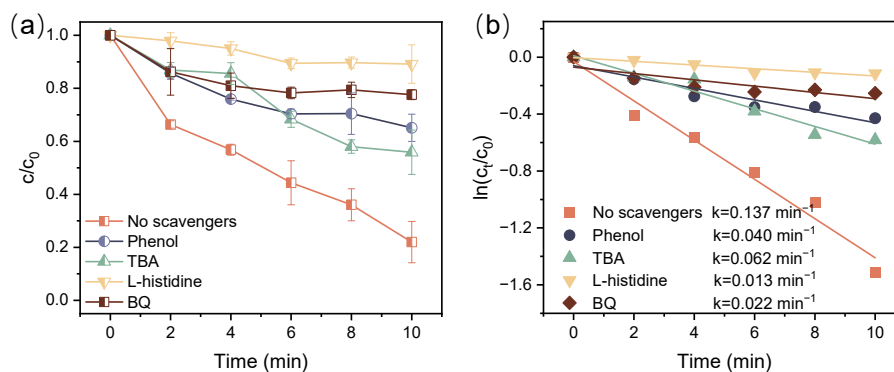 (a)
1.0
0.8
0.6
0.4
0.2
0.0
c/c₀
No scavengers
Phenol
TBA
L-histidine
BQ
0 2 4 6 8 10
Time (min)
(b)
0.0
−0.4
−0.8
−1.2
−1.6
ln(cₜ/c₀)
No scavengers k=0.137 min⁻¹
Phenol k=0.040 min⁻¹
TBA k=0.062 min⁻¹
L-histidine k=0.013 min⁻¹
BQ k=0.022 min⁻¹
0 2 4 6 8 10
Time (min)